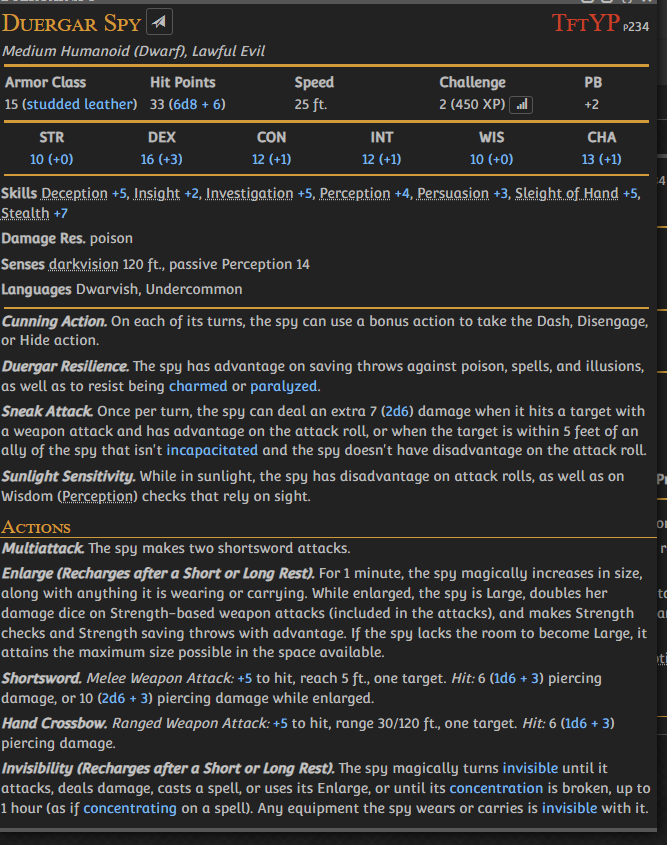 DUERGAR SPY
TFTYP P234
Medium Humanoid (Dwarf), Lawful Evil
Armor Class Hit Points Speed Challenge PB
15 (studded leather) 33 (6d8 + 6) 25 ft. 2 (450 XP) +2
STR DEX CON INT WIS CHA
10 (+0) 16 (+3) 12 (+1) 12 (+1) 10 (+0) 13 (+1)
Skills Deception +5, Insight +2, Investigation +5, Perception +4, Persuasion +3, Sleight of Hand +5,
Stealth +7
Damage Res. poison
Senses darkvision 120 ft., passive Perception 14
Languages Dwarvish, Undercommon
Cunning Action. On each of its turns, the spy can use a bonus action to take the Dash, Disengage,
or Hide action.
Duergar Resilience. The spy has advantage on saving throws against poison, spells, and illusions,
as well as to resist being charmed or paralyzed.
Sneak Attack. Once per turn, the spy can deal an extra 7 (2d6) damage when it hits a target with
a weapon attack and has advantage on the attack roll, or when the target is within 5 feet of an
ally of the spy that isn't incapacitated and the spy doesn't have disadvantage on the attack roll.
Sunlight Sensitivity. While in sunlight, the spy has disadvantage on attack rolls, as well as on
Wisdom (Perception) checks that rely on sight.
ACTIONS
Multiattack. The spy makes two shortsword attacks.
Enlarge (Recharges after a Short or Long Rest). For 1 minute, the spy magically increases in size,
along with anything it is wearing or carrying. While enlarged, the spy is Large, doubles her
damage dice on Strength-based weapon attacks (included in the attacks), and makes Strength
checks and Strength saving throws with advantage. If the spy lacks the room to become Large, it
attains the maximum size possible in the space available.
Shortsword. Melee Weapon Attack: +5 to hit, reach 5 ft., one target. Hit: 6 (1d6 + 3) piercing
damage, or 10 (2d6 + 3) piercing damage while enlarged.
Hand Crossbow. Ranged Weapon Attack: +5 to hit, range 30/120 ft., one target. Hit: 6 (1d6 + 3)
piercing damage.
Invisibility (Recharges after a Short or Long Rest). The spy magically turns invisible until it
attacks, deals damage, casts a spell, or uses its Enlarge, or until its concentration is broken, up to
1 hour (as if concentrating on a spell). Any equipment the spy wears or carries is invisible with it.